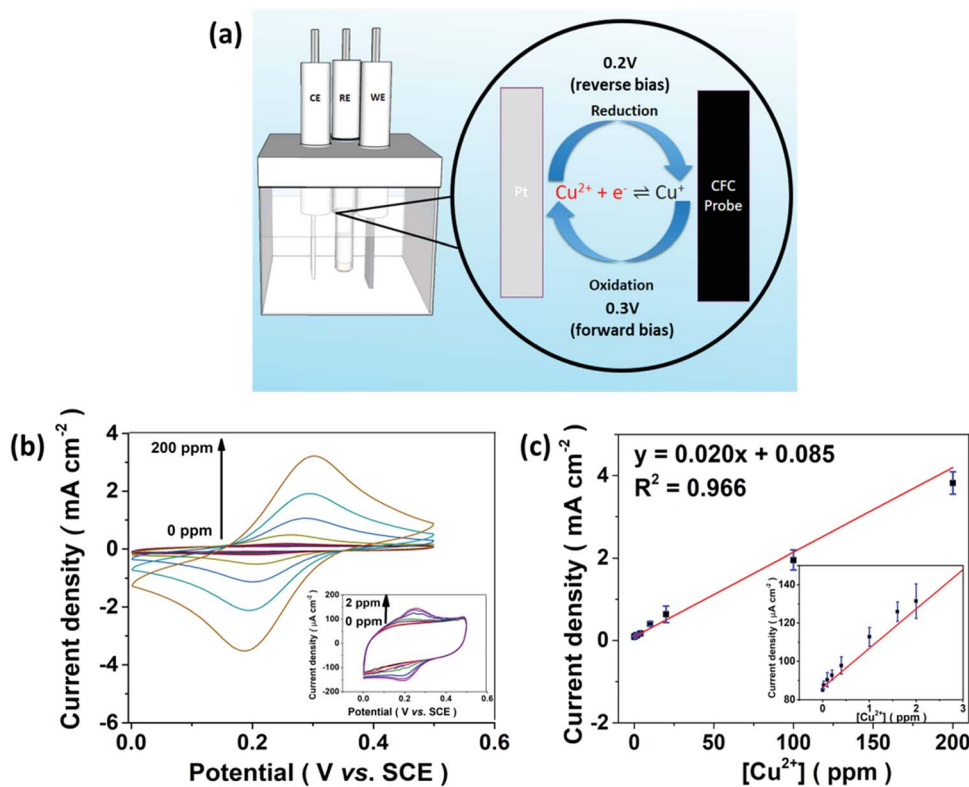 (a)
CE RE WE
0.2V
(reverse bias)
Reduction
Pt
Cu²⁺ + e⁻ ⇌ Cu⁺
CFC
Probe
Oxidation
0.3V
(forward bias)
(b)
Current density ( mA cm⁻²)
4
2
0
-2
-4
-6
0.0 0.2 0.4 0.6
Potential ( V vs. SCE)
200 ppm
0 ppm
2 ppm
0 ppm
Current density ( µA cm⁻²)
200
100
0
-100
-200
0.0 0.2 0.4 0.6
Potential ( V vs. SCE)
(c)
Current density ( mA cm⁻²)
4
2
0
-2
0 50 100 150 200
[Cu²⁺] ( ppm)
y = 0.020x + 0.085
R² = 0.966
Current density ( µA cm⁻²)
140
120
100
80
0 1 2 3
[Cu²⁺] ( ppm)